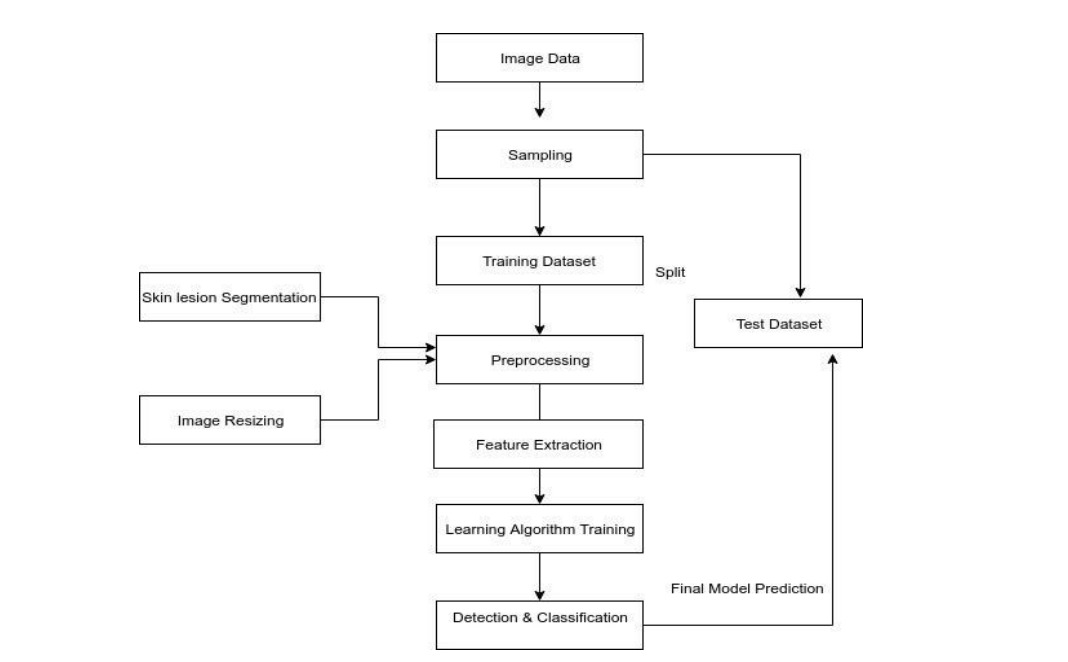 Image Data
Sampling
Training Dataset
Split
Skin lesion Segmentation
Test Dataset
Preprocessing
Image Resizing
Feature Extraction
Learning Algorithm Training
Final Model Prediction
Detection & Classification